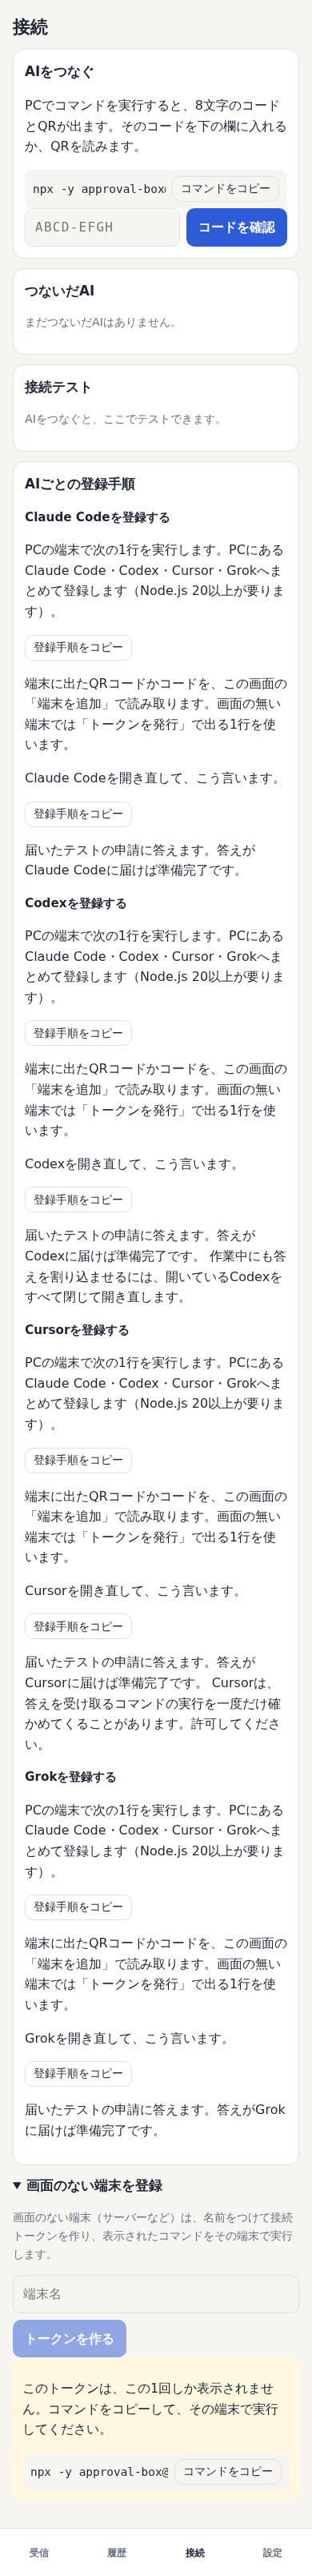 接続
AIをつなぐ
PCでコマンドを実行すると、8文字のコード
とQRが出ます。そのコードを下の欄に入れる
か、QRを読みます。
npx -y approval-box
コマンドをコピー
ABCD-EFGH
コードを確認
つないだAI
まだつないだAIはありません。
接続テスト
AIをつなぐと、ここでテストできます。
AIごとの登録手順
Claude Codeを登録する
PCの端末で次の1行を実行します。PCにある
Claude Code・Codex・Cursor・Grokへま
とめて登録します（Node.js 20以上が要りま
す）。
登録手順をコピー
端末に出たQRコードかコードを、この画面の
「端末を追加」で読み取ります。画面の無い
端末では「トークンを発行」で出る1行を使
います。
Claude Codeを開き直して、こう言います。
登録手順をコピー
届いたテストの申請に答えます。答えが
Claude Codeに届けば準備完了です。
Codexを登録する
PCの端末で次の1行を実行します。PCにある
Claude Code・Codex・Cursor・Grokへま
とめて登録します（Node.js 20以上が要りま
す）。
登録手順をコピー
端末に出たQRコードかコードを、この画面の
「端末を追加」で読み取ります。画面の無い
端末では「トークンを発行」で出る1行を使
います。
Codexを開き直して、こう言います。
登録手順をコピー
届いたテストの申請に答えます。答えが
Codexに届けば準備完了です。 作業中にも答
えを割り込ませるには、開いているCodexを
すべて閉じて開き直します。
Cursorを登録する
PCの端末で次の1行を実行します。PCにある
Claude Code・Codex・Cursor・Grokへま
とめて登録します（Node.js 20以上が要りま
す）。
登録手順をコピー
端末に出たQRコードかコードを、この画面の
「端末を追加」で読み取ります。画面の無い
端末では「トークンを発行」で出る1行を使
います。
Cursorを開き直して、こう言います。
登録手順をコピー
届いたテストの申請に答えます。答えが
Cursorに届けば準備完了です。 Cursorは、
答えを受け取るコマンドの実行を一度だけ確
かめてくることがあります。許可してくださ
い。
Grokを登録する
PCの端末で次の1行を実行します。PCにある
Claude Code・Codex・Cursor・Grokへま
とめて登録します（Node.js 20以上が要りま
す）。
登録手順をコピー
端末に出たQRコードかコードを、この画面の
「端末を追加」で読み取ります。画面の無い
端末では「トークンを発行」で出る1行を使
います。
Grokを開き直して、こう言います。
登録手順をコピー
届いたテストの申請に答えます。答えがGrok
に届けば準備完了です。
▼ 画面のない端末を登録
画面のない端末（サーバーなど）は、名前をつけて接続
トークンを作り、表示されたコマンドをその端末で実行
します。
端末名
トークンを作る
このトークンは、この1回しか表示されませ
ん。コマンドをコピーして、その端末で実行
してください。
npx -y approval-box@
コマンドをコピー
受信
履歴
接続
設定